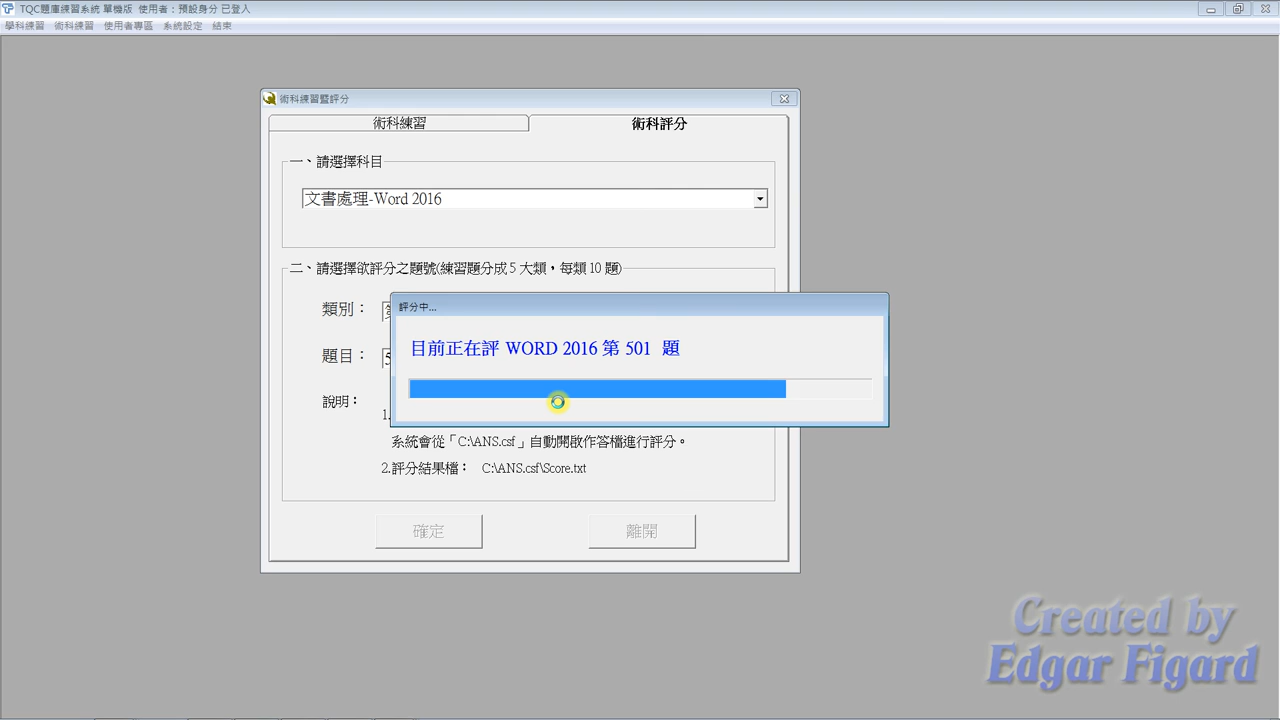 TQC題庫練習系統 單機版 使用者：預設身分 已登入
學科練習 術科練習 使用者專區 系統設定 結束
術科練習暨評分
術科練習 術科評分
一、請選擇科目
文書處理-Word 2016
二、請選擇欲評分之題號(練習題分成 5 大類，每類 10 題)
類別：
評分中...
目前正在評 WORD 2016 第 501 題
題目： 5
說明： 1.
系統會從「C:\ANS.csf」自動開啟作答檔進行評分。
2.評分結果檔： C:\ANS.csf\Score.txt
確定 離開
Created by
Edgar Figard